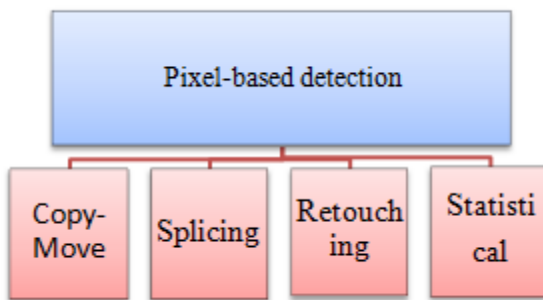 Pixel-based detection
Copy-
Move
Splicing
Retouch
ing
Statisti
cal